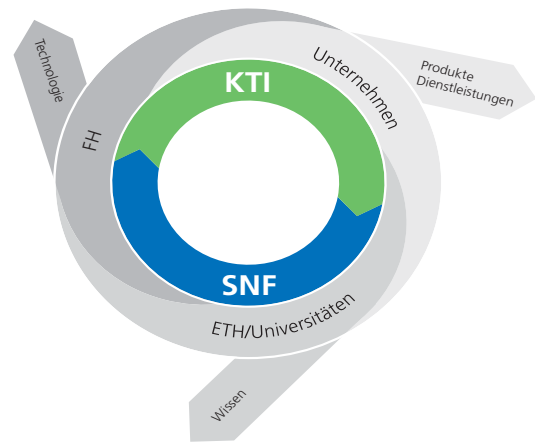 Technologie
FH
KTI
Unternehmen
Produkte
Dienstleistungen
SNF
ETH/Universitäten
Wissen